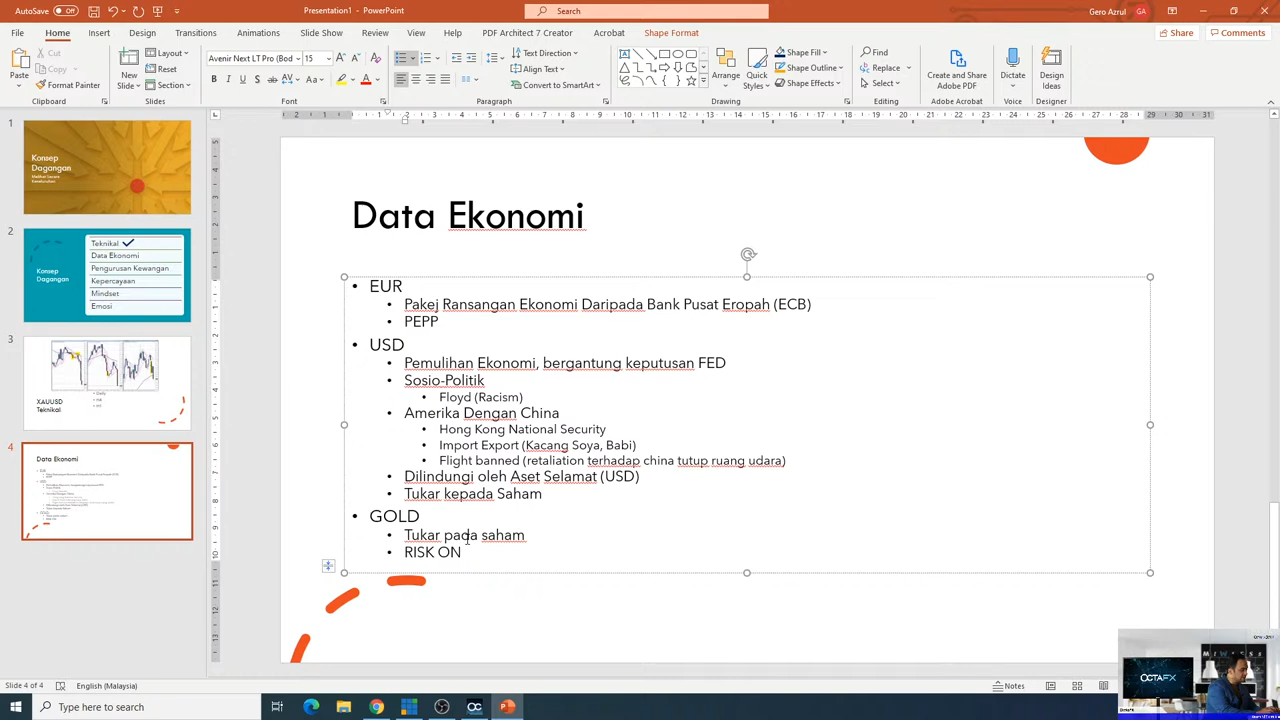 AutoSave Off
Presentation1 - PowerPoint
Search
Gero Azrul
GA
File Home Insert Design Transitions Animations Slide Show Review View Help PDF Architect 7 Creator Acrobat Shape Format
Share Comments
Paste
Cut
Copy
Format Painter
Clipboard
New Slide
Layout
Reset
Section
Slides
Avenir Next LT Pro (Bod 15
Font
Text Direction
Align Text
Convert to SmartArt
Paragraph
Arrange
Quick Styles
Shape Fill
Shape Outline
Shape Effects
Drawing
Find
Replace
Select
Editing
Create and Share Adobe PDF
Adobe Acrobat
Dictate
Voice
Design Ideas
Designer
1
Konsep
Dagangan
2
Konsep
Dagangan
Teknikal
Data Ekonomi
Pengurusan Kewangan
Kepercayaan
Mindset
Emosi
3
XAUUSD
Teknikal
4
Data Ekonomi
Data Ekonomi
• EUR
• Pakej Ransangan Ekonomi Daripada Bank Pusat Eropah (ECB)
• PEPP
• USD
• Pemulihan Ekonomi, bergantung keputusan FED
• Sosio-Politik
• Floyd (Racism)
• Amerika Dengan China
• Hong Kong National Security
• Import Export (Kacang Soya, Babi)
• Flight banned (retaliation terhadap china tutup ruang udara)
• Dilindungi oleh Aset Selamat (USD)
• Tukar kepada Saham
• GOLD
• Tukar pada saham
• RISK ON
OCTAFX
Slide 4 of 4
English (Malaysia)
Notes
Type here to search